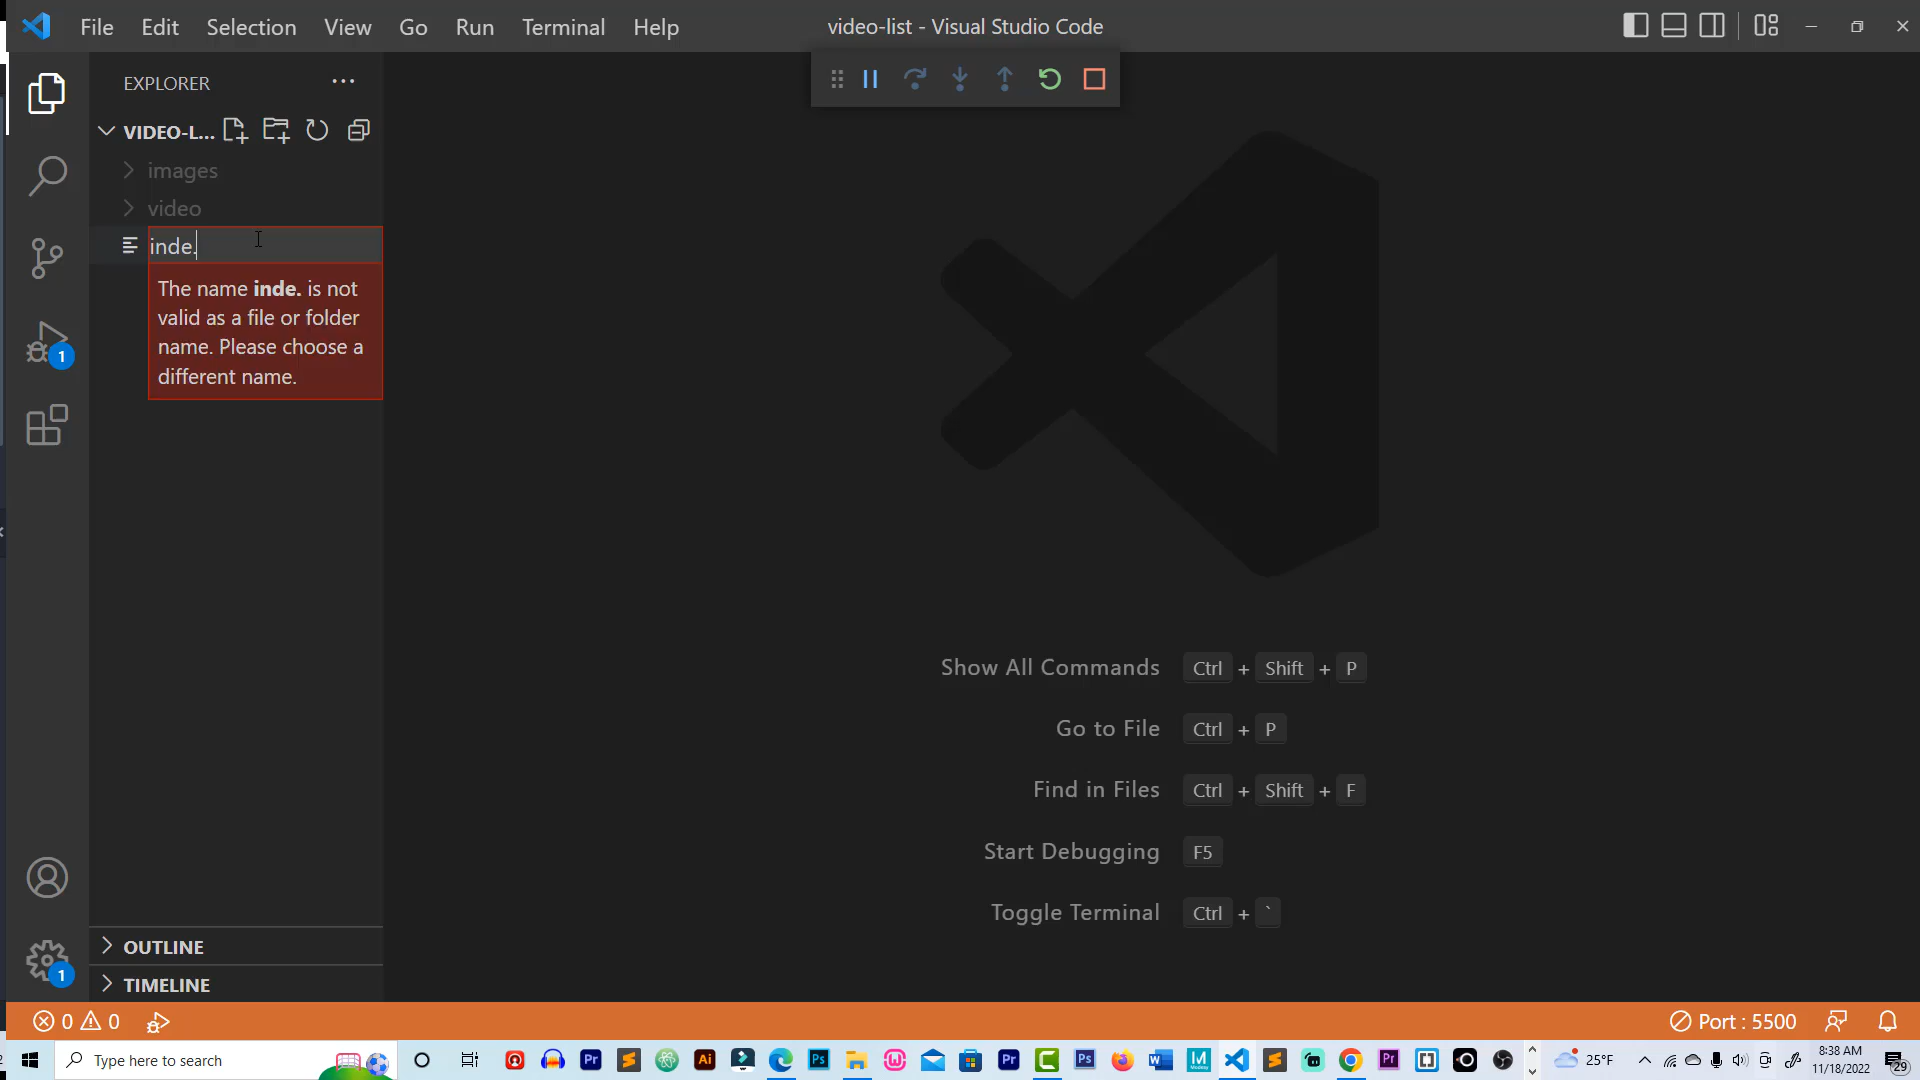 File Edit Selection View Go Run Terminal Help
video-list - Visual Studio Code
EXPLORER
VIDEO-L...
images
video
inde.
The name inde. is not
valid as a file or folder
name. Please choose a
different name.
Show All Commands Ctrl + Shift + P
Go to File Ctrl + P
Find in Files Ctrl + Shift + F
Start Debugging F5
Toggle Terminal Ctrl + `
1
1
OUTLINE
TIMELINE
0 0
Port : 5500
Type here to search
25°F
8:38 AM
11/18/2022
29